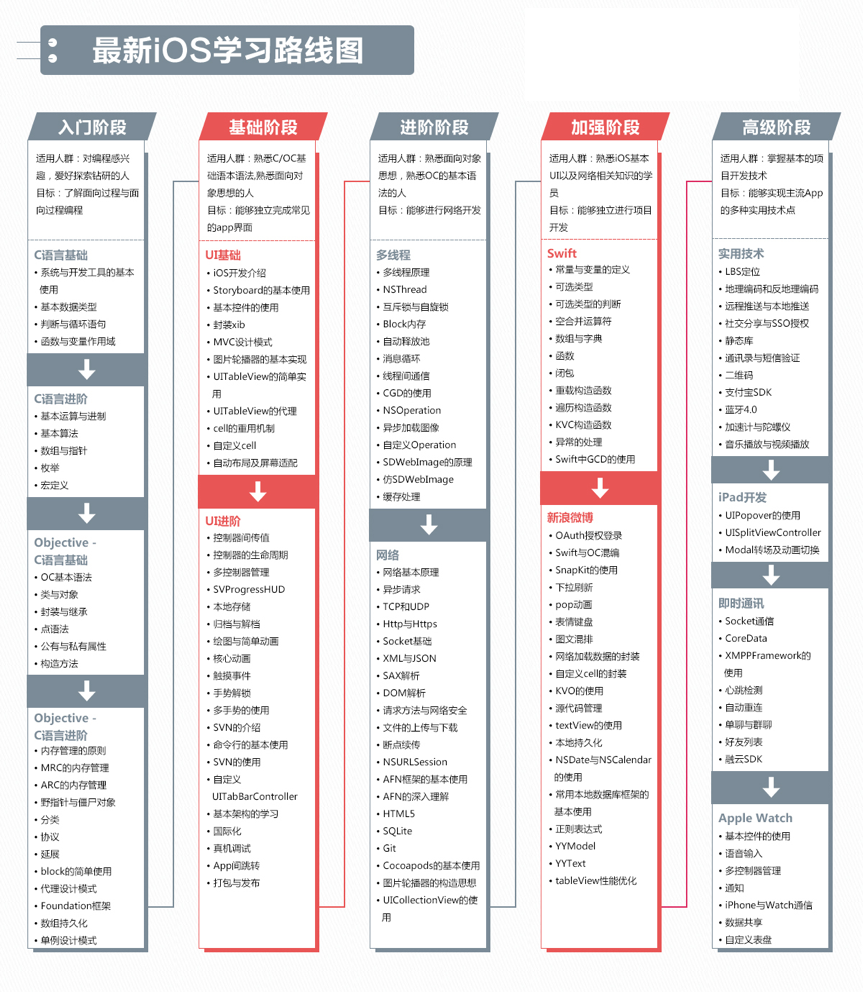 最新iOS学习路线图
入门阶段
适用人群：对编程感兴
趣，爱好探索钻研的人
目标：了解面向过程与面
向过程编程
C语言基础
• 系统与开发工具的基本
使用
• 基本数据类型
• 判断与循环语句
• 函数与变量作用域
C语言进阶
• 基本运算与进制
• 基本算法
• 数组与指针
• 枚举
• 宏定义
Objective -
C语言基础
• OC基本语法
• 类与对象
• 封装与继承
• 点语法
• 公有与私有属性
• 构造方法
Objective -
C语言进阶
• 内存管理的原则
• MRC的内存管理
• ARC的内存管理
• 野指针与僵尸对象
• 分类
• 协议
• 延展
• block的简单使用
• 代理设计模式
• Foundation框架
• 数组持久化
• 单例设计模式
基础阶段
适用人群：熟悉C/OC基
础语本语法,熟悉面向对
象思想的人
目标：能够独立完成常见
的app界面
UI基础
• iOS开发介绍
• Storyboard的基本使用
• 基本控件的使用
• 封装xib
• MVC设计模式
• 图片轮播器的基本实现
• UITableView的简单实
用
• UITableView的代理
• cell的重用机制
• 自定义cell
• 自动布局及屏幕适配
UI进阶
• 控制器间传值
• 控制器的生命周期
• 多控制器管理
• SVProgressHUD
• 本地存储
• 归档与解档
• 绘图与简单动画
• 核心动画
• 触摸事件
• 手势解锁
• 多手势的使用
• SVN的介绍
• 命令行的基本使用
• SVN的使用
• 自定义
UITabBarController
• 基本架构的学习
• 国际化
• 真机调试
• App间跳转
• 打包与发布
进阶阶段
适用人群：熟悉面向对象
思想，熟悉OC的基本语
法的人
目标：能够进行网络开发
多线程
• 多线程原理
• NSThread
• 互斥锁与自旋锁
• Block内存
• 自动释放池
• 消息循环
• 线程间通信
• CGD的使用
• NSOperation
• 异步加载图像
• 自定义Operation
• SDWebImage的原理
• 仿SDWebImage
• 缓存处理
网络
• 网络基本原理
• 异步请求
• TCP和UDP
• Http与Https
• Socket基础
• XML与JSON
• SAX解析
• DOM解析
• 请求方法与网络安全
• 文件的上传与下载
• 断点续传
• NSURLSession
• AFN框架的基本使用
• AFN的深入理解
• HTML5
• SQLite
• Git
• Cocoapods的基本使用
• 图片轮播器的构造思想
• UICollectionView的使
用
加强阶段
适用人群：熟悉iOS基本
UI以及网络相关知识的学
员
目标：能够独立进行项目
开发
Swift
• 常量与变量的定义
• 可选类型
• 可选类型的判断
• 空合并运算符
• 数组与字典
• 函数
• 闭包
• 重载构造函数
• 遍历构造函数
• KVC构造函数
• 异常的处理
• Swift中GCD的使用
新浪微博
• OAuth授权登录
• Swift与OC混编
• SnapKit的使用
• 下拉刷新
• pop动画
• 表情键盘
• 图文混排
• 网络加载数据的封装
• 自定义cell的封装
• KVO的使用
• 源代码管理
• textView的使用
• 本地持久化
• NSDate与NSCalendar
的使用
• 常用本地数据库框架的
基本使用
• 正则表达式
• YYModel
• YYText
• tableView性能优化
高级阶段
适用人群：掌握基本的项
目开发技术
目标：能够实现主流App
的多种实用技术点
实用技术
• LBS定位
• 地理编码和反地理编码
• 远程推送与本地推送
• 社交分享与SSO授权
• 静态库
• 通讯录与短信验证
• 二维码
• 支付宝SDK
• 蓝牙4.0
• 加速计与陀螺仪
• 音乐播放与视频播放
iPad开发
• UIPopover的使用
• UISplitViewController
• Modal转场及动画切换
即时通讯
• Socket通信
• CoreData
• XMPPFramework的
使用
• 心跳检测
• 自动重连
• 单聊与群聊
• 好友列表
• 融云SDK
Apple Watch
• 基本控件的使用
• 语音输入
• 多控制器管理
• 通知
• iPhone与Watch通信
• 数据共享
• 自定义表盘